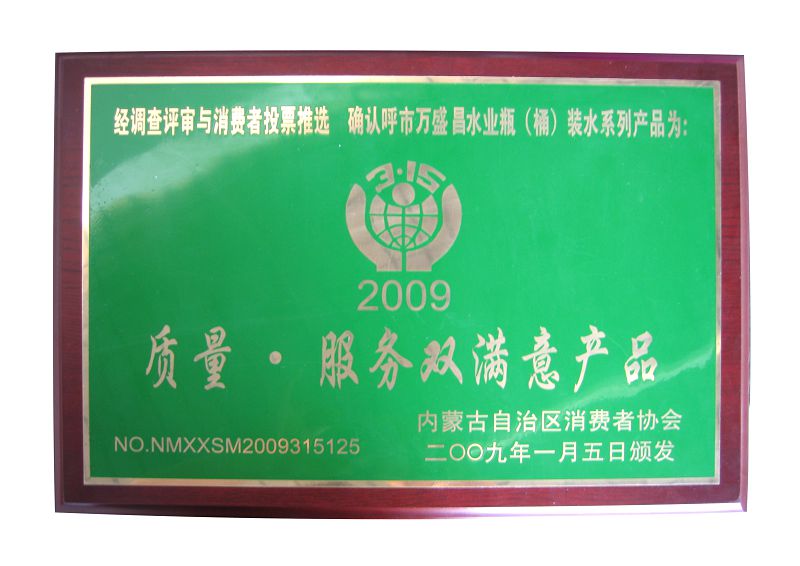 经调查评审与消费者投票推选 确认呼市万盛昌水业瓶（桶）装水系列产品为:
3·15
2009
质量·服务双满意产品
内蒙古自治区消费者协会
NO.NMXXSM2009315125
二〇〇九年一月五日颁发